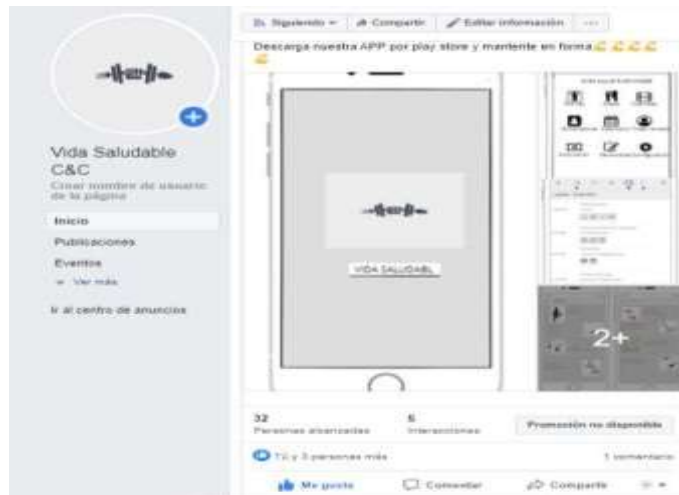 Siguiendo
Compartir
Editar información
Descarga nuestra APP por play store y mantente en forma
Vida Saludable
C&C
Crear nombre de usuario
de la página
Inicio
Publicaciones
Eventos
Ver más
Ir al centro de anuncios
VIDA SALUDABL
2+
32
Personas alcanzadas
5
Interacciones
Promoción no disponible
Tú y 3 personas más
1 comentario
Me gusta
Comentar
Compartir